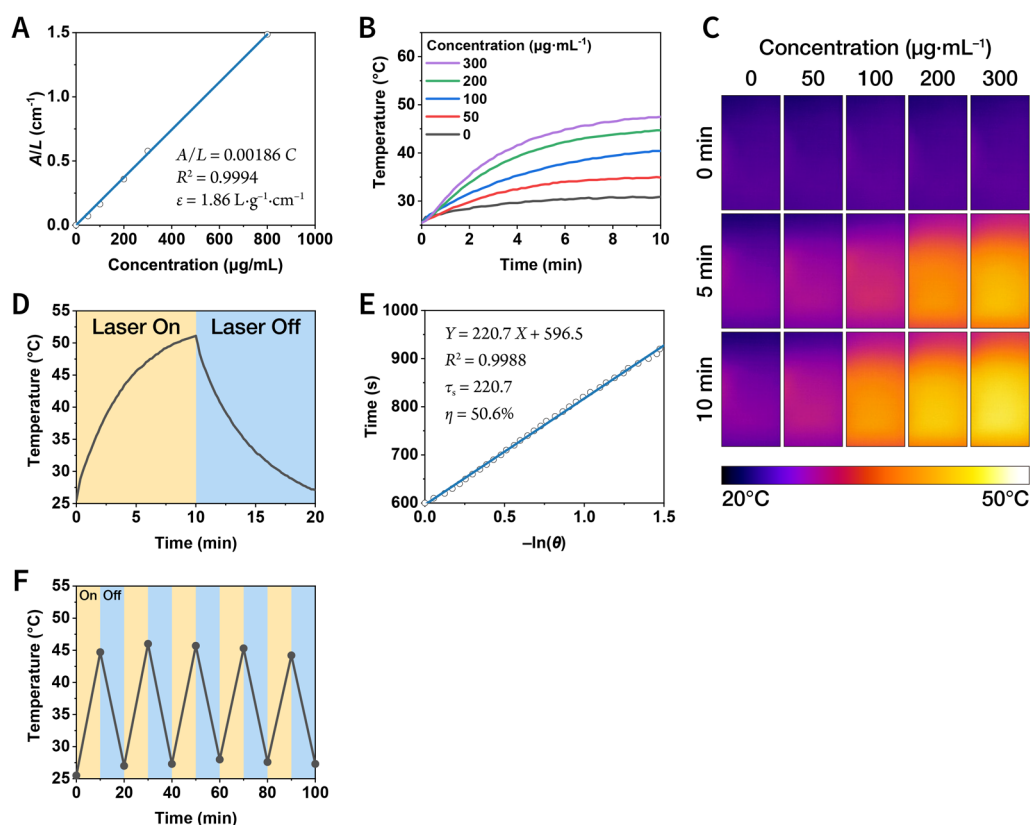 A
A/L (cm⁻¹)
1.5
1.0
0.5
0.0
A/L = 0.00186 C
R² = 0.9994
ε = 1.86 L·g⁻¹·cm⁻¹
0 200 400 600 800 1000
Concentration (µg/mL)
B
Temperature (°C)
60
50
40
30
Concentration (µg·mL⁻¹)
300
200
100
50
0
0 2 4 6 8 10
Time (min)
C
Concentration (µg·mL⁻¹)
0 50 100 200 300
0 min
5 min
10 min
20°C 50°C
D
Temperature (°C)
55
50
45
40
35
30
25
Laser On Laser Off
0 5 10 15 20
Time (min)
E
Time (s)
1000
900
800
700
600
Y = 220.7 X + 596.5
R² = 0.9988
τs = 220.7
η = 50.6%
0.0 0.5 1.0 1.5
–ln(θ)
F
Temperature (°C)
55
50
45
40
35
30
25
On Off
0 20 40 60 80 100
Time (min)